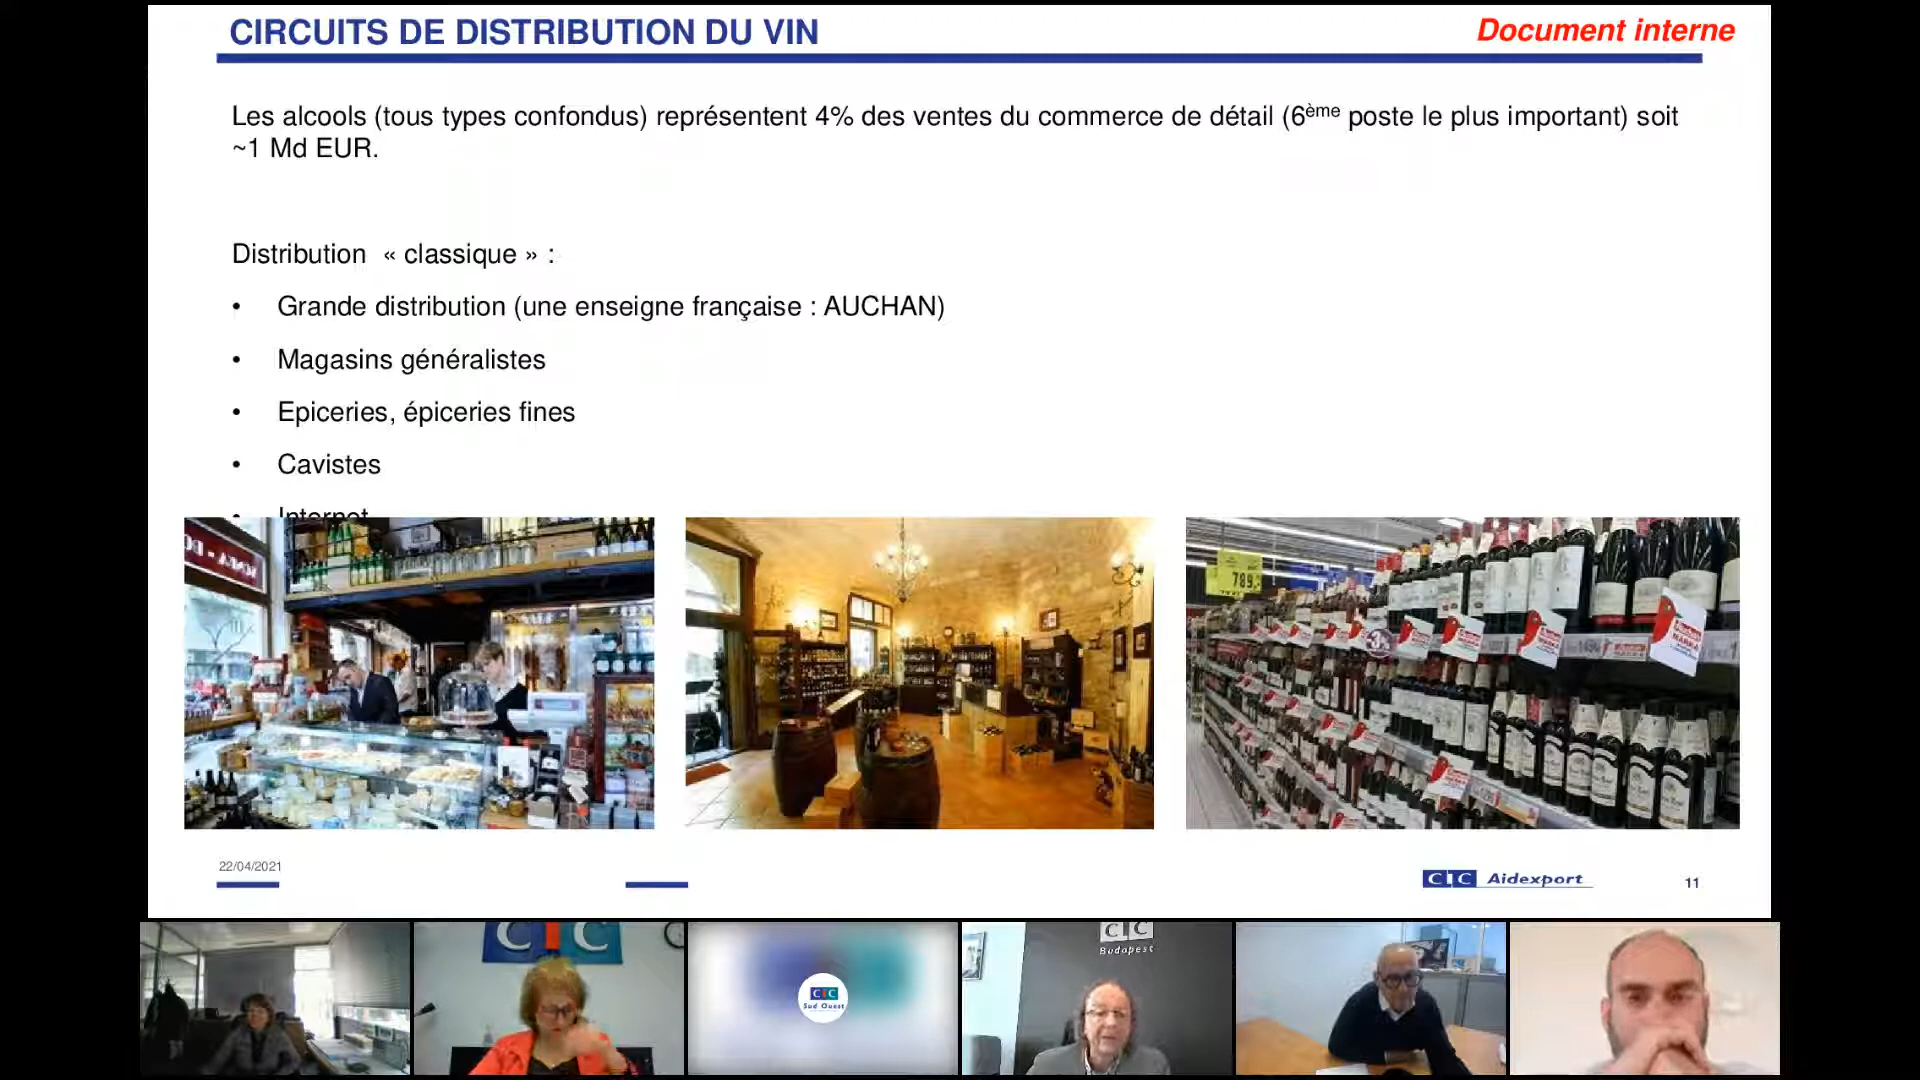 CIRCUITS DE DISTRIBUTION DU VIN
Document interne
Les alcools (tous types confondus) représentent 4% des ventes du commerce de détail (6ème poste le plus important) soit
~1 Md EUR.
Distribution « classique » :
• Grande distribution (une enseigne française : AUCHAN)
• Magasins généralistes
• Epiceries, épiceries fines
• Cavistes
• Internet
789
22/04/2021
CIC Aidexport
11
CIC
CIC
Sud Ouest
CIC
Budapest